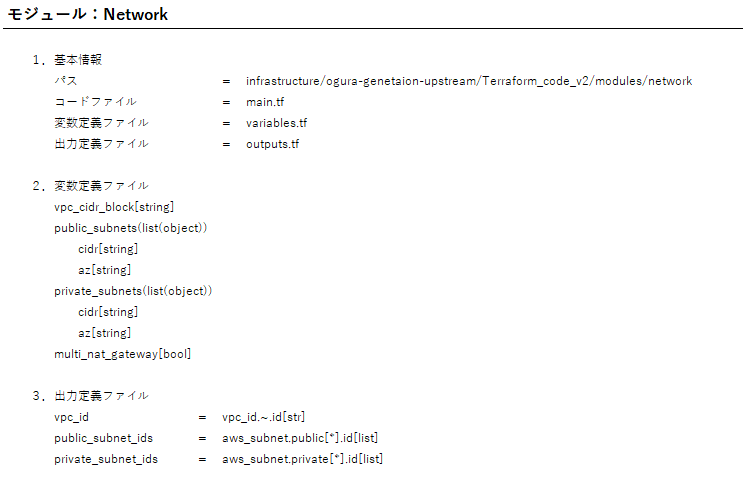 モジュール：Network
1．基本情報
パス = infrastructure/ogura-genetaion-upstream/Terraform_code_v2/modules/network
コードファイル = main.tf
変数定義ファイル = variables.tf
出力定義ファイル = outputs.tf
2．変数定義ファイル
vpc_cidr_block[string]
public_subnets(list(object))
cidr[string]
az[string]
private_subnets(list(object))
cidr[string]
az[string]
multi_nat_gateway[bool]
3．出力定義ファイル
vpc_id = vpc_id.~.id[str]
public_subnet_ids = aws_subnet.public[*].id[list]
private_subnet_ids = aws_subnet.private[*].id[list]